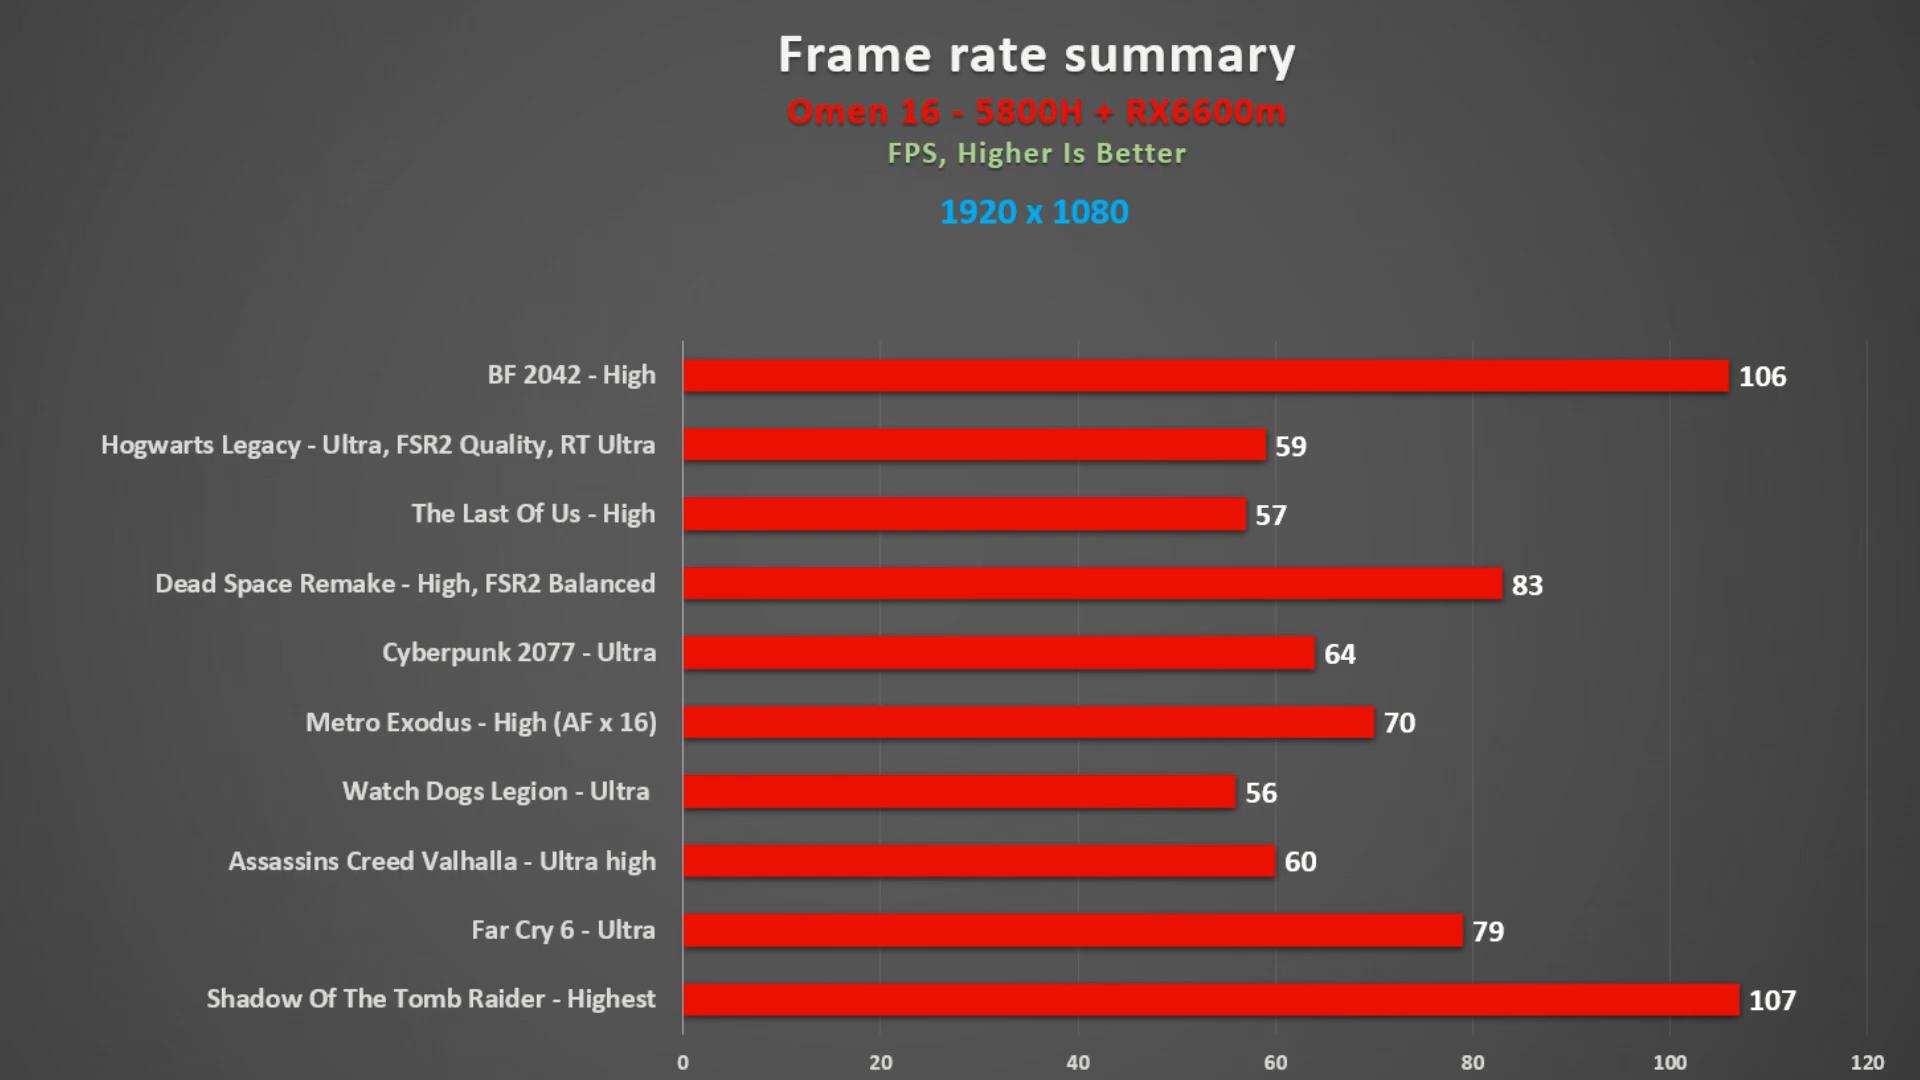 Frame rate summary
Omen 16 - 5800H + RX6600m
FPS, Higher Is Better
1920 x 1080
BF 2042 - High 106
Hogwarts Legacy - Ultra, FSR2 Quality, RT Ultra 59
The Last Of Us - High 57
Dead Space Remake - High, FSR2 Balanced 83
Cyberpunk 2077 - Ultra 64
Metro Exodus - High (AF x 16) 70
Watch Dogs Legion - Ultra 56
Assassins Creed Valhalla - Ultra high 60
Far Cry 6 - Ultra 79
Shadow Of The Tomb Raider - Highest 107
0 20 40 60 80 100 120